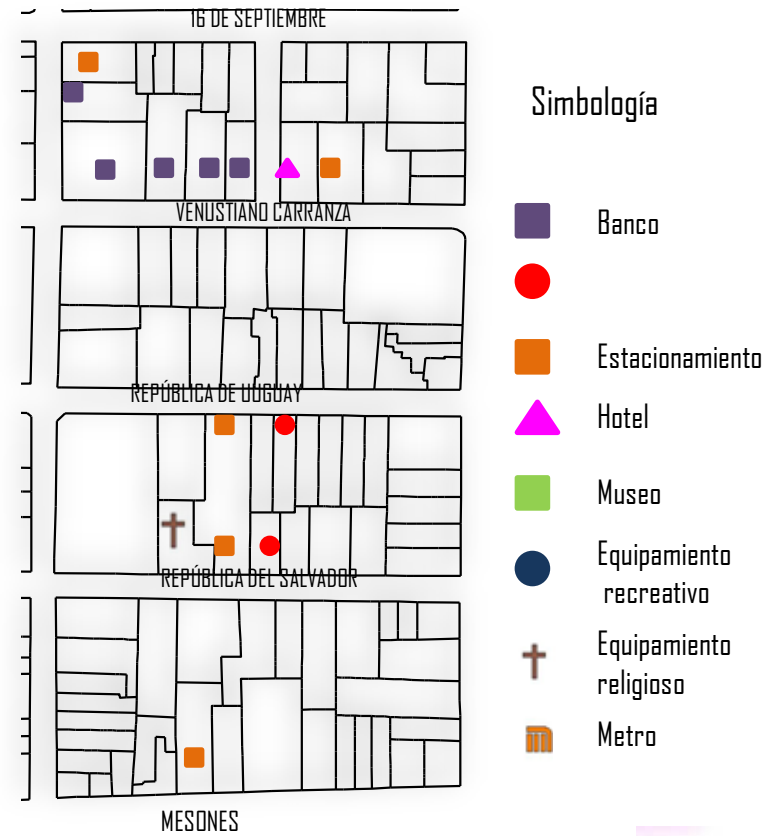 16 DE SEPTIEMBRE
VENUSTIANO CARRANZA
REPÚBLICA DE UUGUAY
REPÚBLICA DEL SALVADOR
MESONES
Simbología
Banco
Estacionamiento
Hotel
Museo
Equipamiento
recreativo
Equipamiento
religioso
Metro